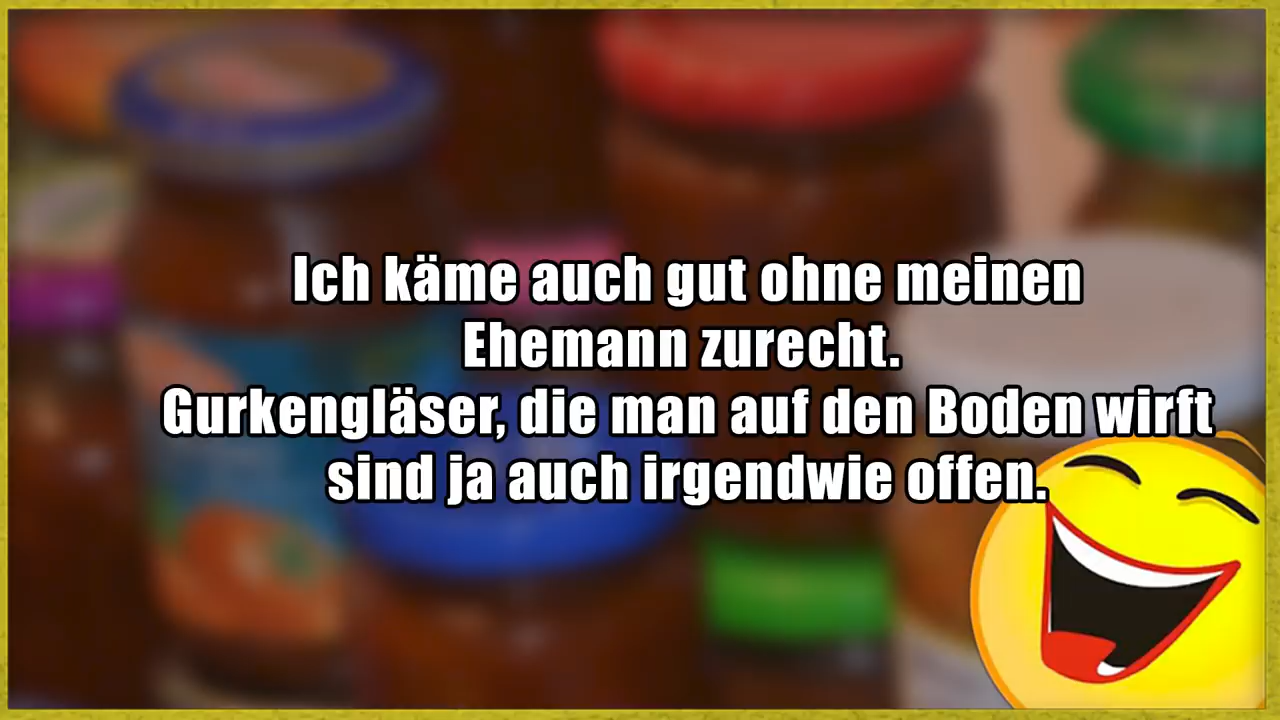 Ich käme auch gut ohne meinen
Ehemann zurecht.
Gurkengläser, die man auf den Boden wirft
sind ja auch irgendwie offen.